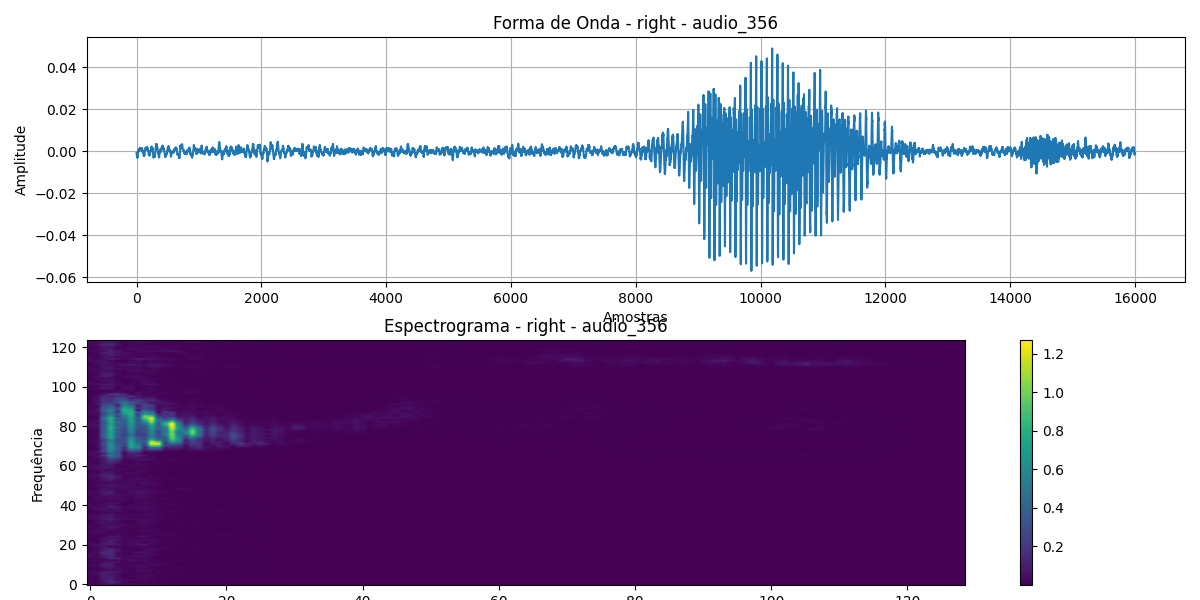 Forma de Onda - right - audio_356
Amplitude
0.04
0.02
0.00
−0.02
−0.04
−0.06
0 2000 4000 6000 8000 10000 12000 14000 16000
Amostras
Espectrograma - right - audio_356
Frequência
120
100
80
60
40
20
0
0 20 40 60 80 100 120
1.2
1.0
0.8
0.6
0.4
0.2